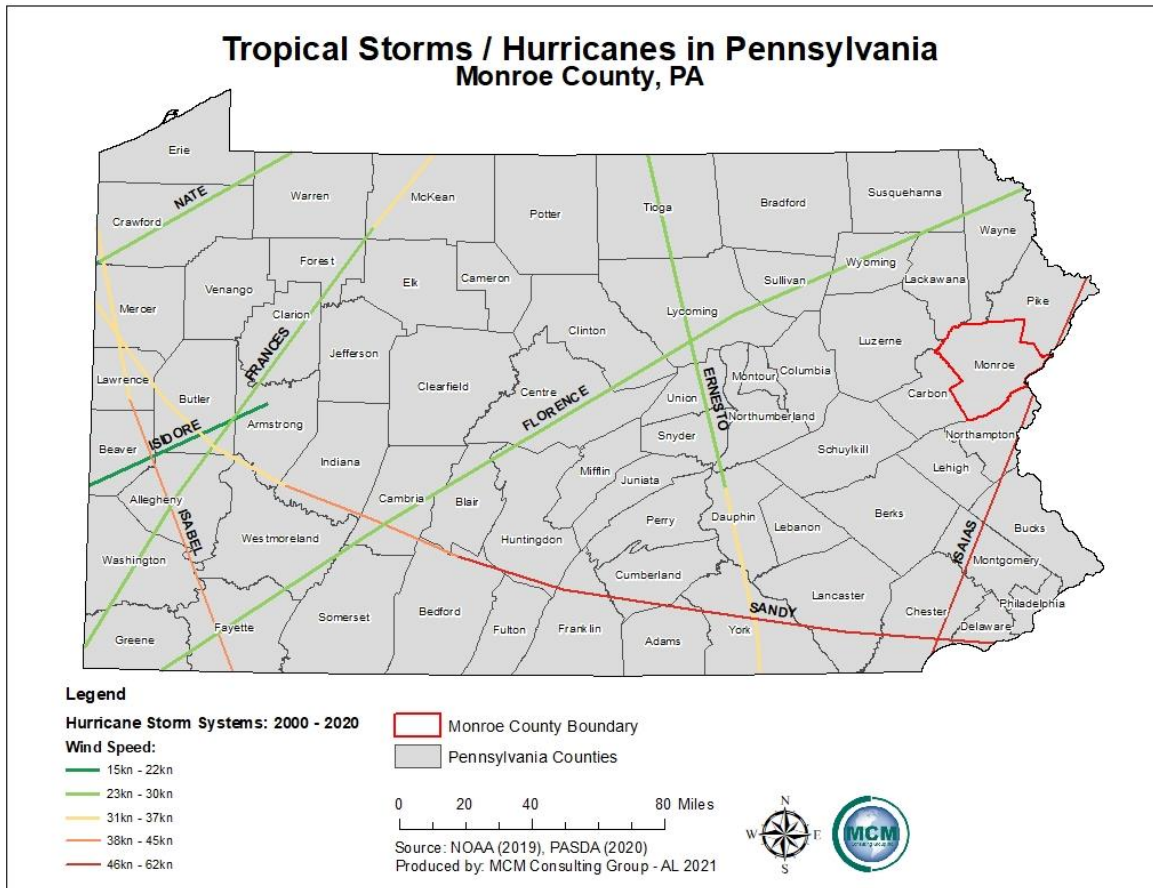 Tropical Storms / Hurricanes in Pennsylvania
Monroe County, PA
Erie
NATE
Warren
McKean
Crawford
Potter
Tioga
Bradford
Susquehanna
Wayne
Forest
Venango
Elk
Cameron
Sullivan
Wyoming
Lackawana
Pike
Mercer
Clarion
FRANCES
Clinton
Lycoming
Luzerne
Jefferson
Lawrence
Clearfield
Centre
Montour
Columbia
Monroe
Butler
ERNESTO
Union
Carbon
FLORENCE
Northumberland
ISIDORE
Armstrong
Snyder
Northampton
Beaver
Schuylkill
Indiana
Mifflin
Lehigh
Juniata
Allegheny
Cambria
Blair
Dauphin
Berks
ISABEL
Perry
Lebanon
ISAIAS
Bucks
Westmoreland
Huntingdon
Washington
Montgomery
Cumberland
Lancaster
SANDY
Philadelphia
Somerset
Bedford
Chester
Fayette
Fulton
Franklin
York
Delaware
Greene
Adams
Legend
Hurricane Storm Systems: 2000 - 2020
Wind Speed:
15kn - 22kn
23kn - 30kn
31kn - 37kn
38kn - 45kn
46kn - 62kn
Monroe County Boundary
Pennsylvania Counties
0 20 40 80 Miles
Source: NOAA (2019), PASDA (2020)
Produced by: MCM Consulting Group - AL 2021
N
W E
S
MCM